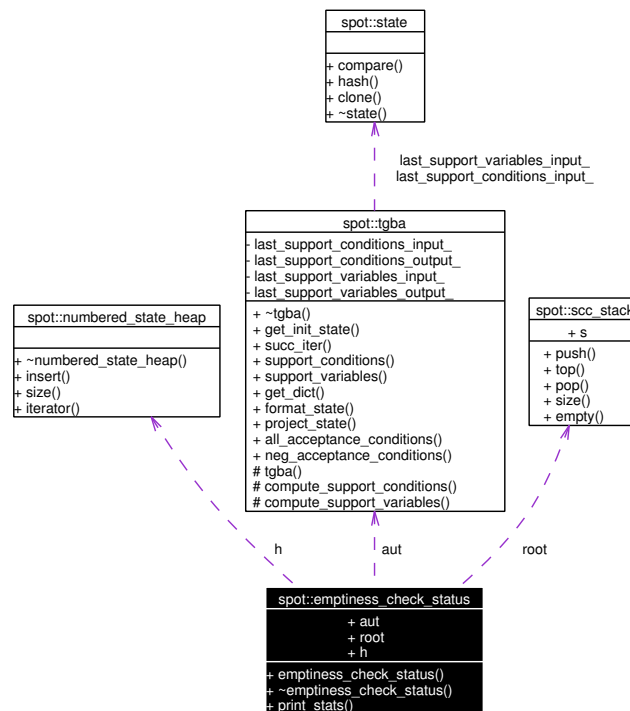 spot::state
+ compare()
+ hash()
+ clone()
+ ~state()
last_support_variables_input_
last_support_conditions_input_
spot::tgba
- last_support_conditions_input_
- last_support_conditions_output_
- last_support_variables_input_
- last_support_variables_output_
+ ~tgba()
+ get_init_state()
+ succ_iter()
+ support_conditions()
+ support_variables()
+ get_dict()
+ format_state()
+ project_state()
+ all_acceptance_conditions()
+ neg_acceptance_conditions()
# tgba()
# compute_support_conditions()
# compute_support_variables()
spot::numbered_state_heap
+ ~numbered_state_heap()
+ insert()
+ size()
+ iterator()
spot::scc_stack
+ s
+ push()
+ top()
+ pop()
+ size()
+ empty()
h
aut
root
spot::emptiness_check_status
+ aut
+ root
+ h
+ emptiness_check_status()
+ ~emptiness_check_status()
+ print_stats()